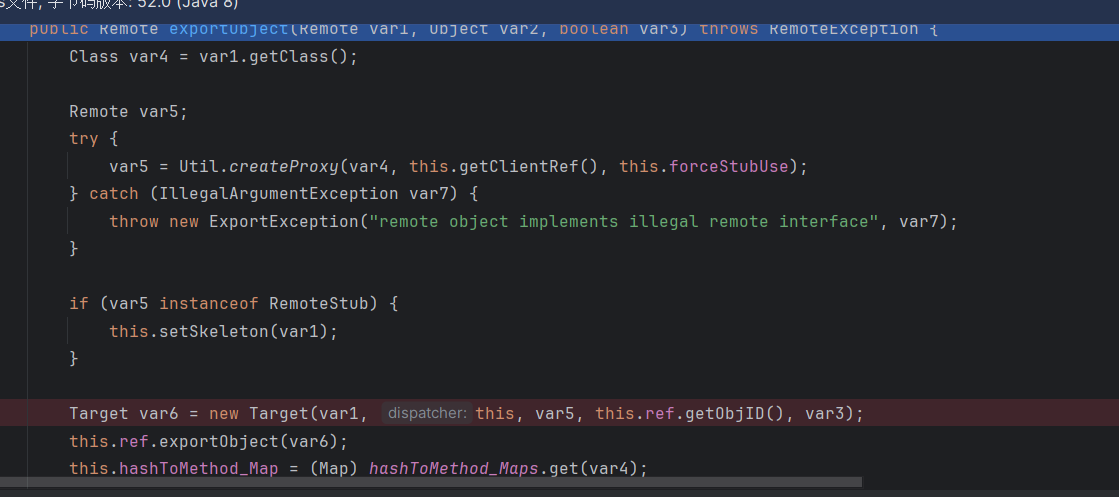 s文件, 字节码版本: 52.0 (Java 8)
public Remote exportObject(Remote var1, Object var2, boolean var3) throws RemoteException {
Class var4 = var1.getClass();
Remote var5;
try {
var5 = Util.createProxy(var4, this.getClientRef(), this.forceStubUse);
} catch (IllegalArgumentException var7) {
throw new ExportException("remote object implements illegal remote interface", var7);
}
if (var5 instanceof RemoteStub) {
this.setSkeleton(var1);
}
Target var6 = new Target(var1, dispatcher: this, var5, this.ref.getObjID(), var3);
this.ref.exportObject(var6);
this.hashToMethod_Map = (Map) hashToMethod_Maps.get(var4);